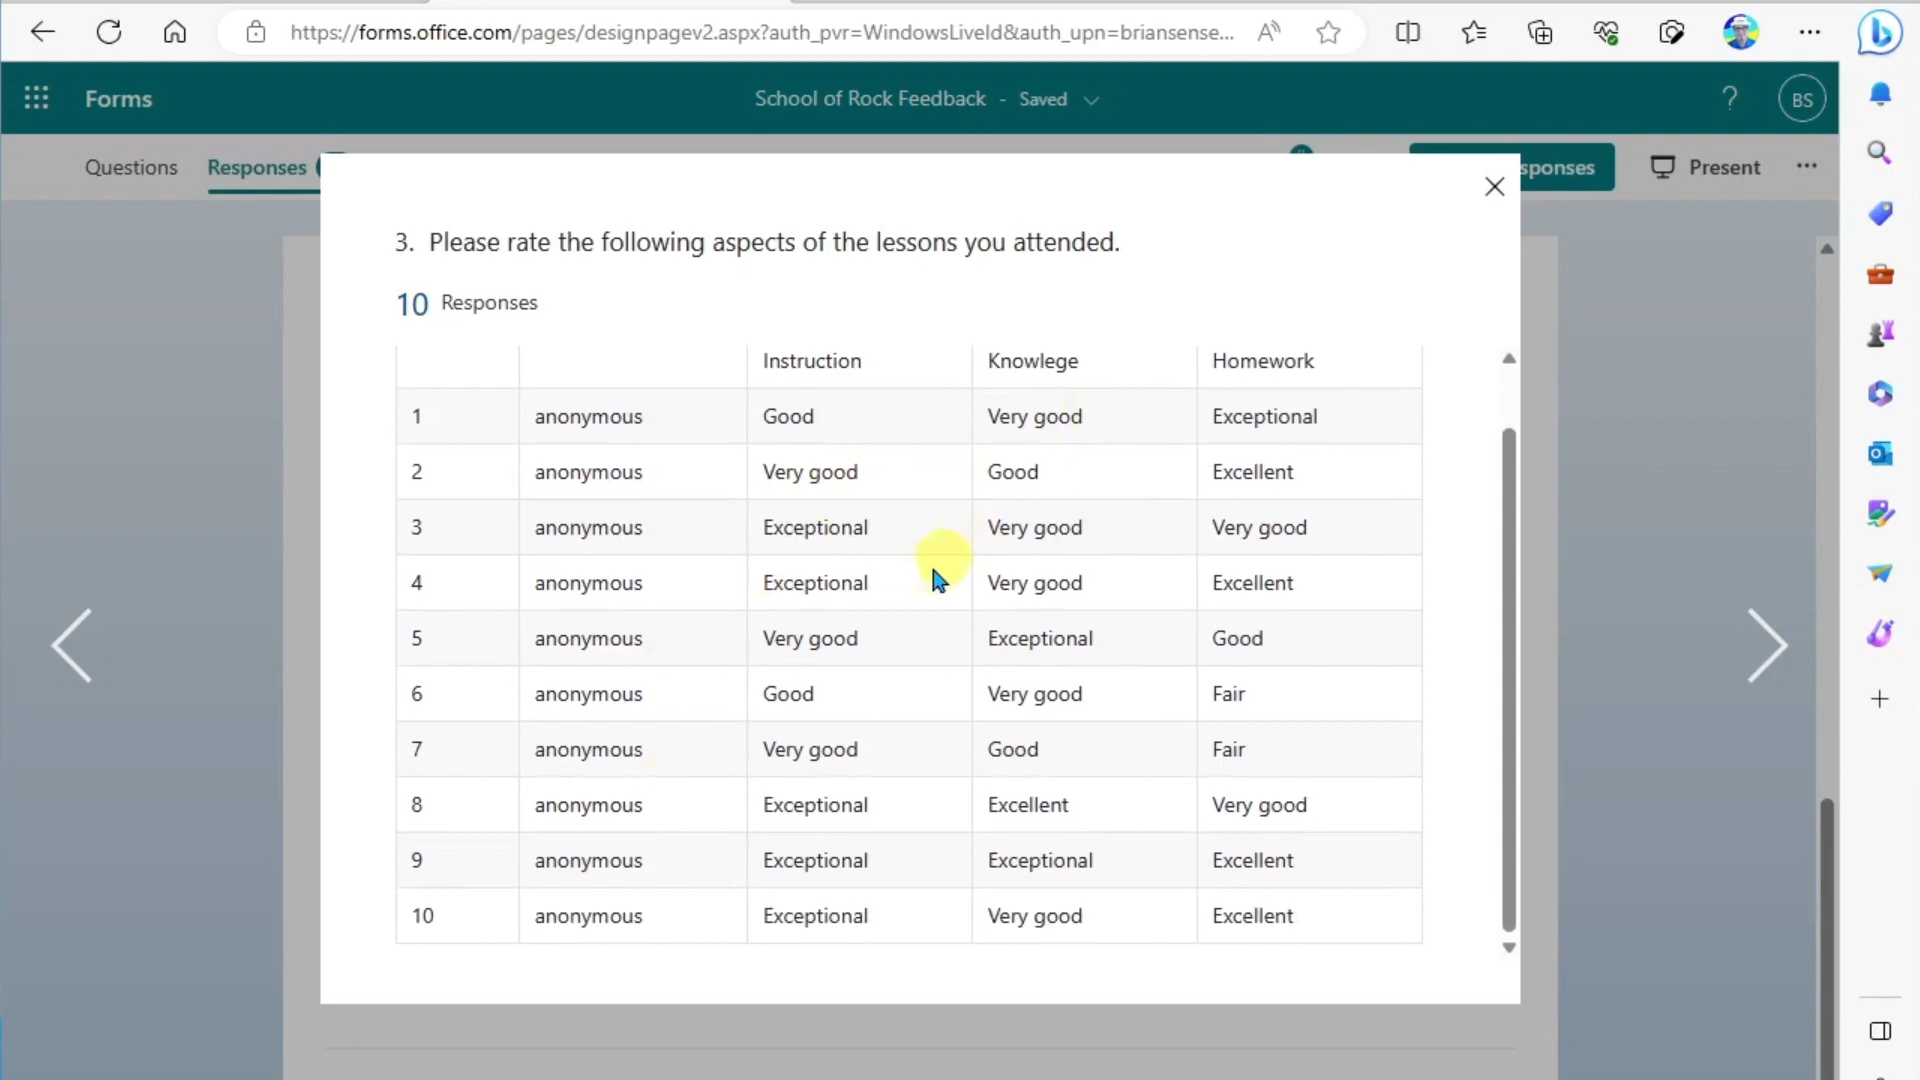 https://forms.office.com/pages/designpagev2.aspx?auth_pvr=WindowsLiveId&auth_upn=briansense...
Forms
School of Rock Feedback - Saved
? BS
Questions Responses
sponses Present
3. Please rate the following aspects of the lessons you attended.
10 Responses
Instruction Knowlege Homework
1 anonymous Good Very good Exceptional
2 anonymous Very good Good Excellent
3 anonymous Exceptional Very good Very good
4 anonymous Exceptional Very good Excellent
5 anonymous Very good Exceptional Good
6 anonymous Good Very good Fair
7 anonymous Very good Good Fair
8 anonymous Exceptional Excellent Very good
9 anonymous Exceptional Exceptional Excellent
10 anonymous Exceptional Very good Excellent